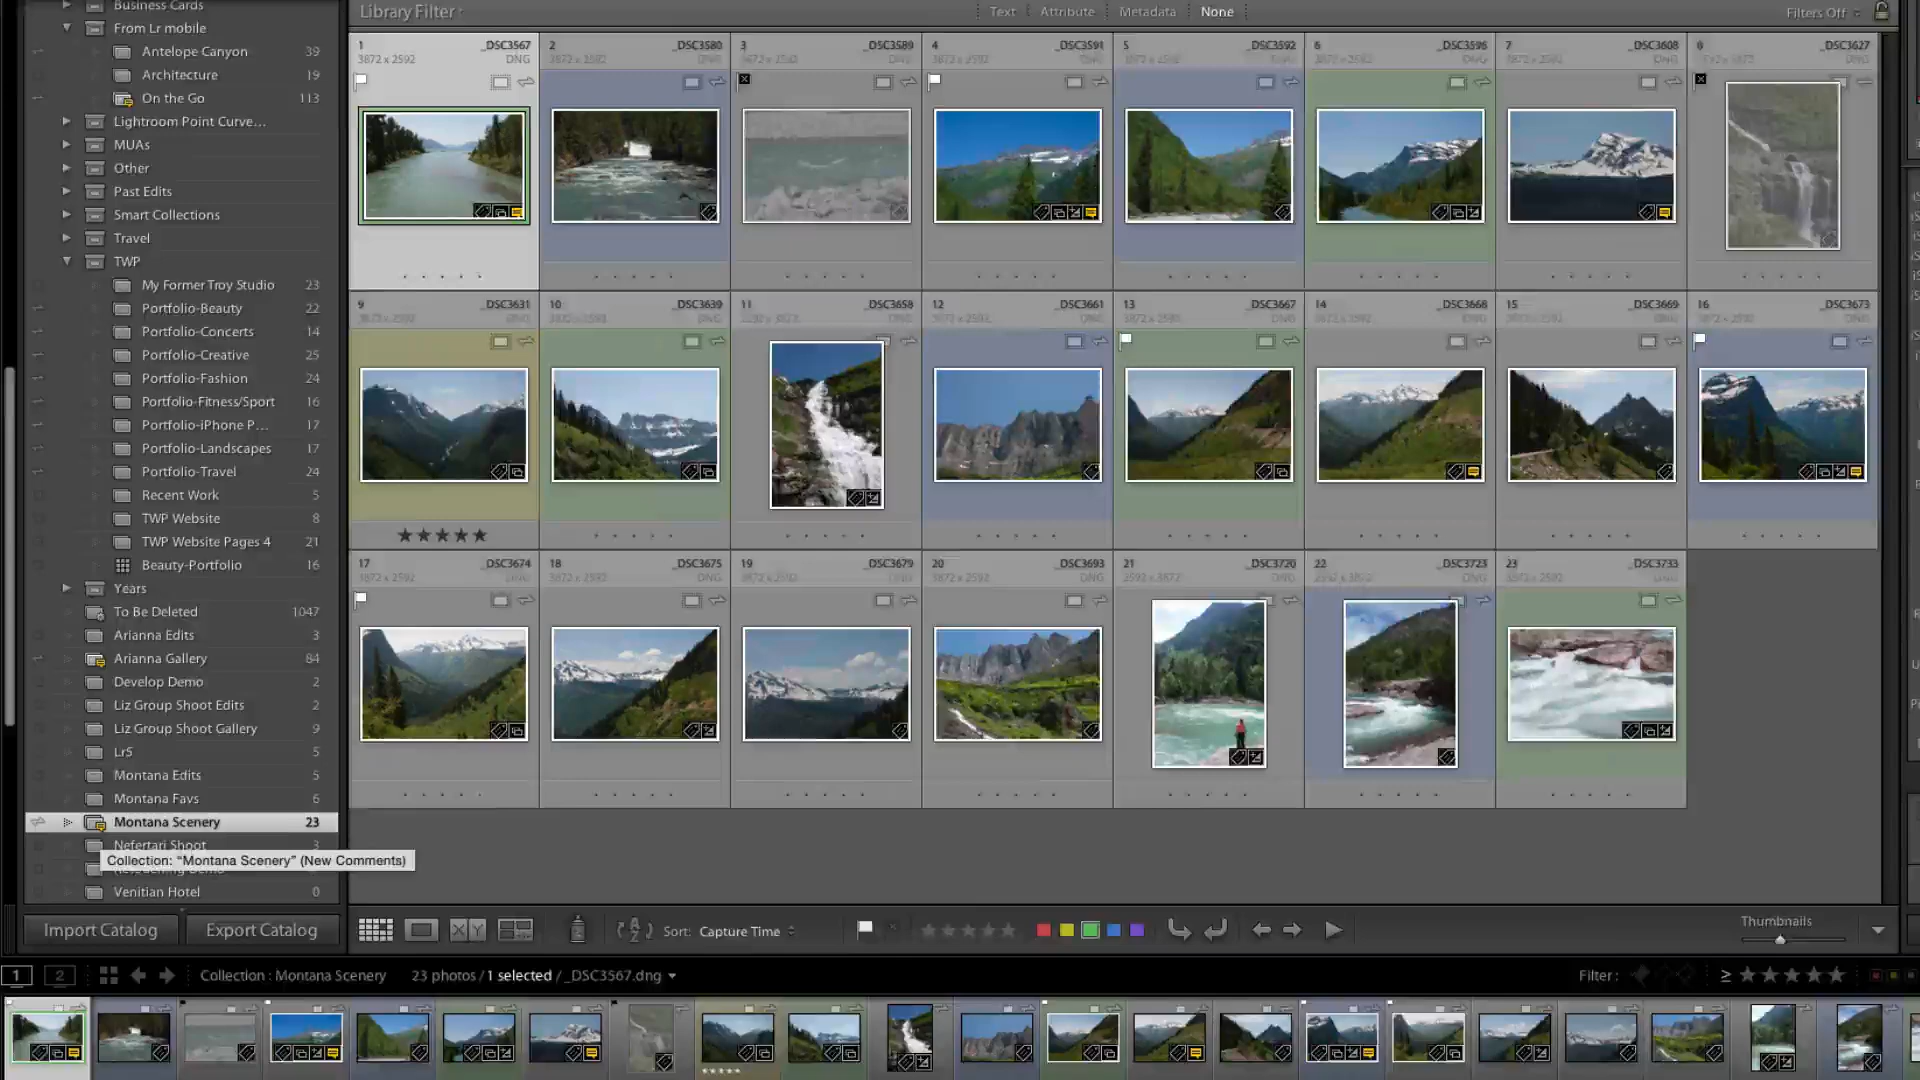 Business Cards
From Lr mobile
Antelope Canyon 39
Architecture 19
On the Go 113
Lightroom Point Curve...
MUAs
Other
Past Edits
Smart Collections
Travel
TWP
My Former Troy Studio 23
Portfolio-Beauty 22
Portfolio-Concerts 14
Portfolio-Creative 25
Portfolio-Fashion 24
Portfolio-Fitness/Sport 16
Portfolio-iPhone P... 17
Portfolio-Landscapes 17
Portfolio-Travel 24
Recent Work 5
TWP Website 8
TWP Website Pages 4 21
Beauty-Portfolio 16
Years
To Be Deleted 1047
Arianna Edits 3
Arianna Gallery 84
Develop Demo 2
Liz Group Shoot Edits 2
Liz Group Shoot Gallery 9
Lr5 5
Montana Edits 5
Montana Favs 6
Montana Scenery 23
Nefertari Shoot 3
Collection: "Montana Scenery" (New Comments)
Venitian Hotel 0
Import Catalog Export Catalog
Library Filter: Text Attribute Metadata None Filters Off
1 _DSC3567 2 _DSC3580 3 _DSC3589 4 _DSC3591 5 _DSC3592 6 _DSC3596 7 _DSC3608 8 _DSC3627
3872 x 2592 DNG
9 _DSC3631 10 _DSC3639 11 _DSC3658 12 _DSC3661 13 _DSC3667 14 _DSC3668 15 _DSC3669 16 _DSC3673
17 _DSC3674 18 _DSC3675 19 _DSC3679 20 _DSC3693 21 _DSC3720 22 _DSC3723 23 _DSC3733
Sort: Capture Time Thumbnails
1 2 Collection : Montana Scenery 23 photos / 1 selected / _DSC3567.dng Filter :